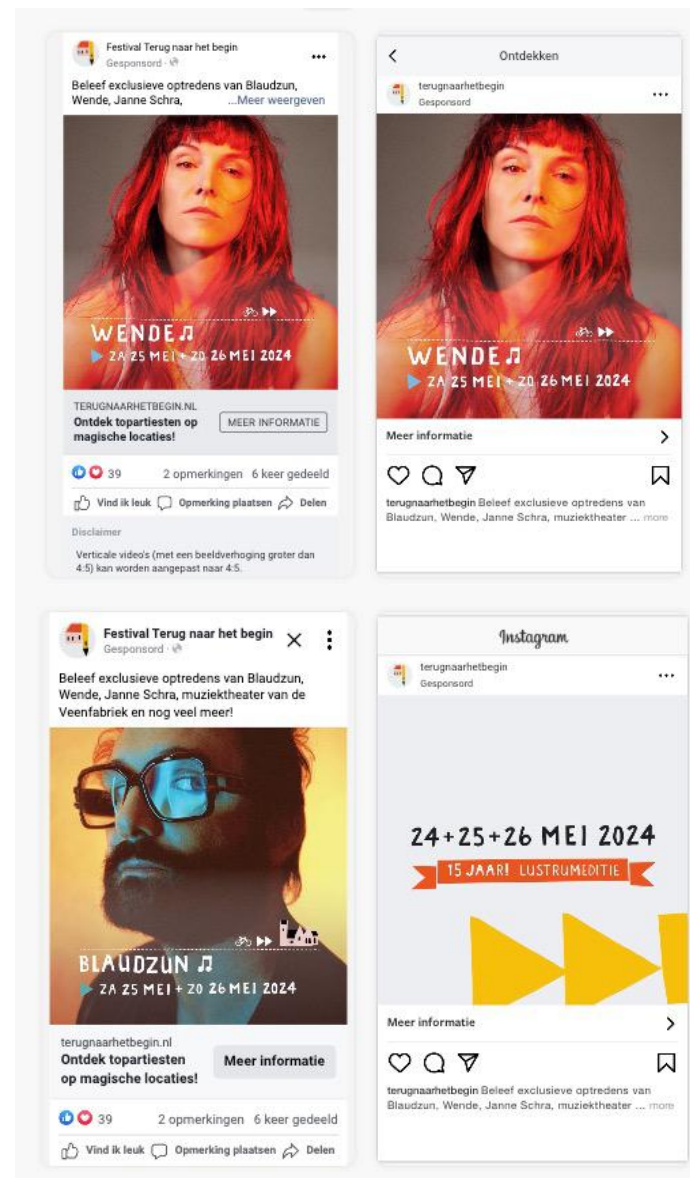 Festival Terug naar het begin
Gesponsord ·
Beleef exclusieve optredens van Blaudzun,
Wende, Janne Schra, ...Meer weergeven
WENDE
ZA 25 MEI + ZO 26 MEI 2024
TERUGNAARHETBEGIN.NL
Ontdek topartiesten op
magische locaties!
MEER INFORMATIE
39 2 opmerkingen 6 keer gedeeld
Vind ik leuk Opmerking plaatsen Delen
Disclaimer
Verticale video's (met een beeldverhoging groter dan
4:5) kan worden aangepast naar 4:5.
Ontdekken
terugnaarhetbegin
Gesponsord
WENDE
ZA 25 MEI + ZO 26 MEI 2024
Meer informatie
terugnaarhetbegin Beleef exclusieve optredens van
Blaudzun, Wende, Janne Schra, muziektheater ... more
Festival Terug naar het begin
Gesponsord ·
Beleef exclusieve optredens van Blaudzun,
Wende, Janne Schra, muziektheater van de
Veenfabriek en nog veel meer!
BLAUDZUN
ZA 25 MEI + ZO 26 MEI 2024
terugnaarhetbegin.nl
Ontdek topartiesten
op magische locaties!
Meer informatie
39 2 opmerkingen 6 keer gedeeld
Vind ik leuk Opmerking plaatsen Delen
Instagram
terugnaarhetbegin
Gesponsord
24+25+26 MEI 2024
15 JAAR! LUSTRUMEDITIE
Meer informatie
terugnaarhetbegin Beleef exclusieve optredens van
Blaudzun, Wende, Janne Schra, muziektheater ... more